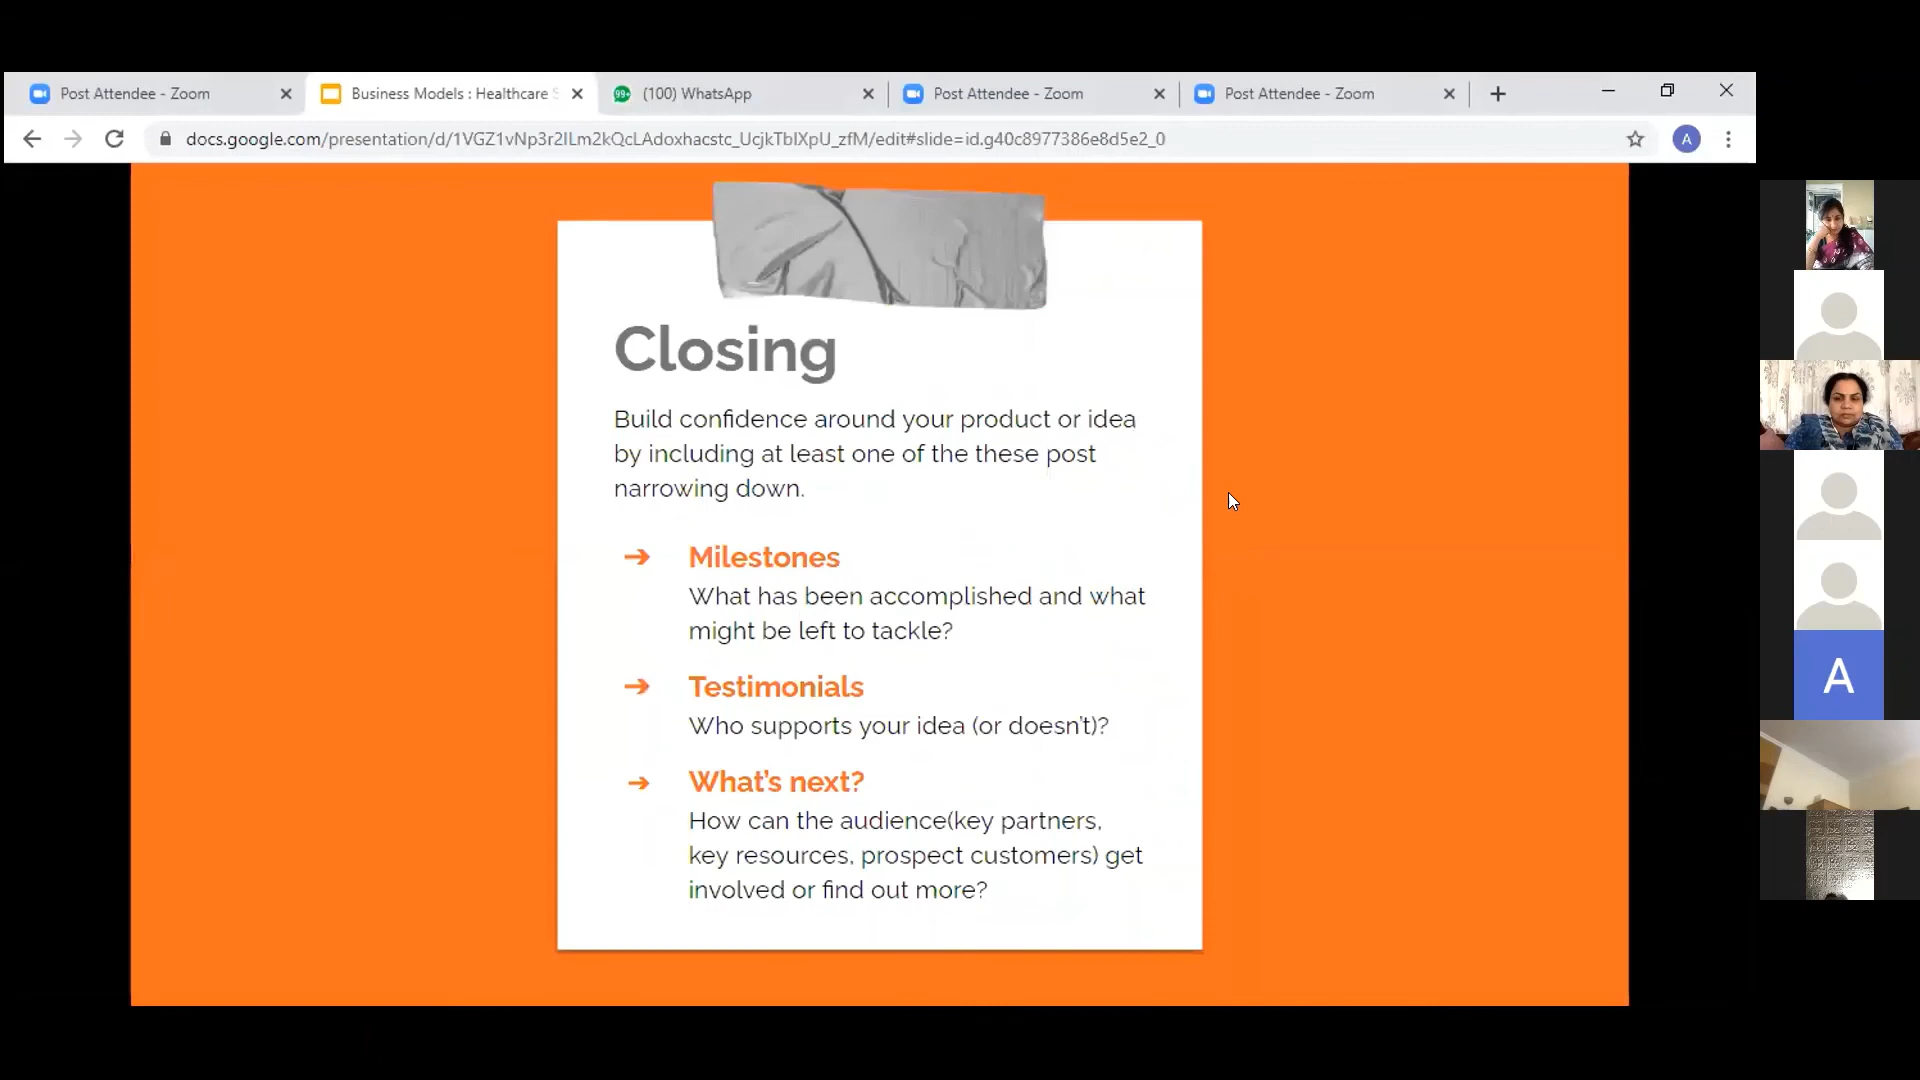 Post Attendee - Zoom
Business Models : Healthcare S
(100) WhatsApp
Post Attendee - Zoom
Post Attendee - Zoom
docs.google.com/presentation/d/1VGZ1vNp3r2ILm2kQcLAdoxhacstc_UcjkTbIXpU_zfM/edit#slide=id.g40c8977386e8d5e2_0
A
Closing
Build confidence around your product or idea
by including at least one of the these post
narrowing down.
➔ Milestones
What has been accomplished and what
might be left to tackle?
➔ Testimonials
Who supports your idea (or doesn't)?
➔ What's next?
How can the audience(key partners,
key resources, prospect customers) get
involved or find out more?
A